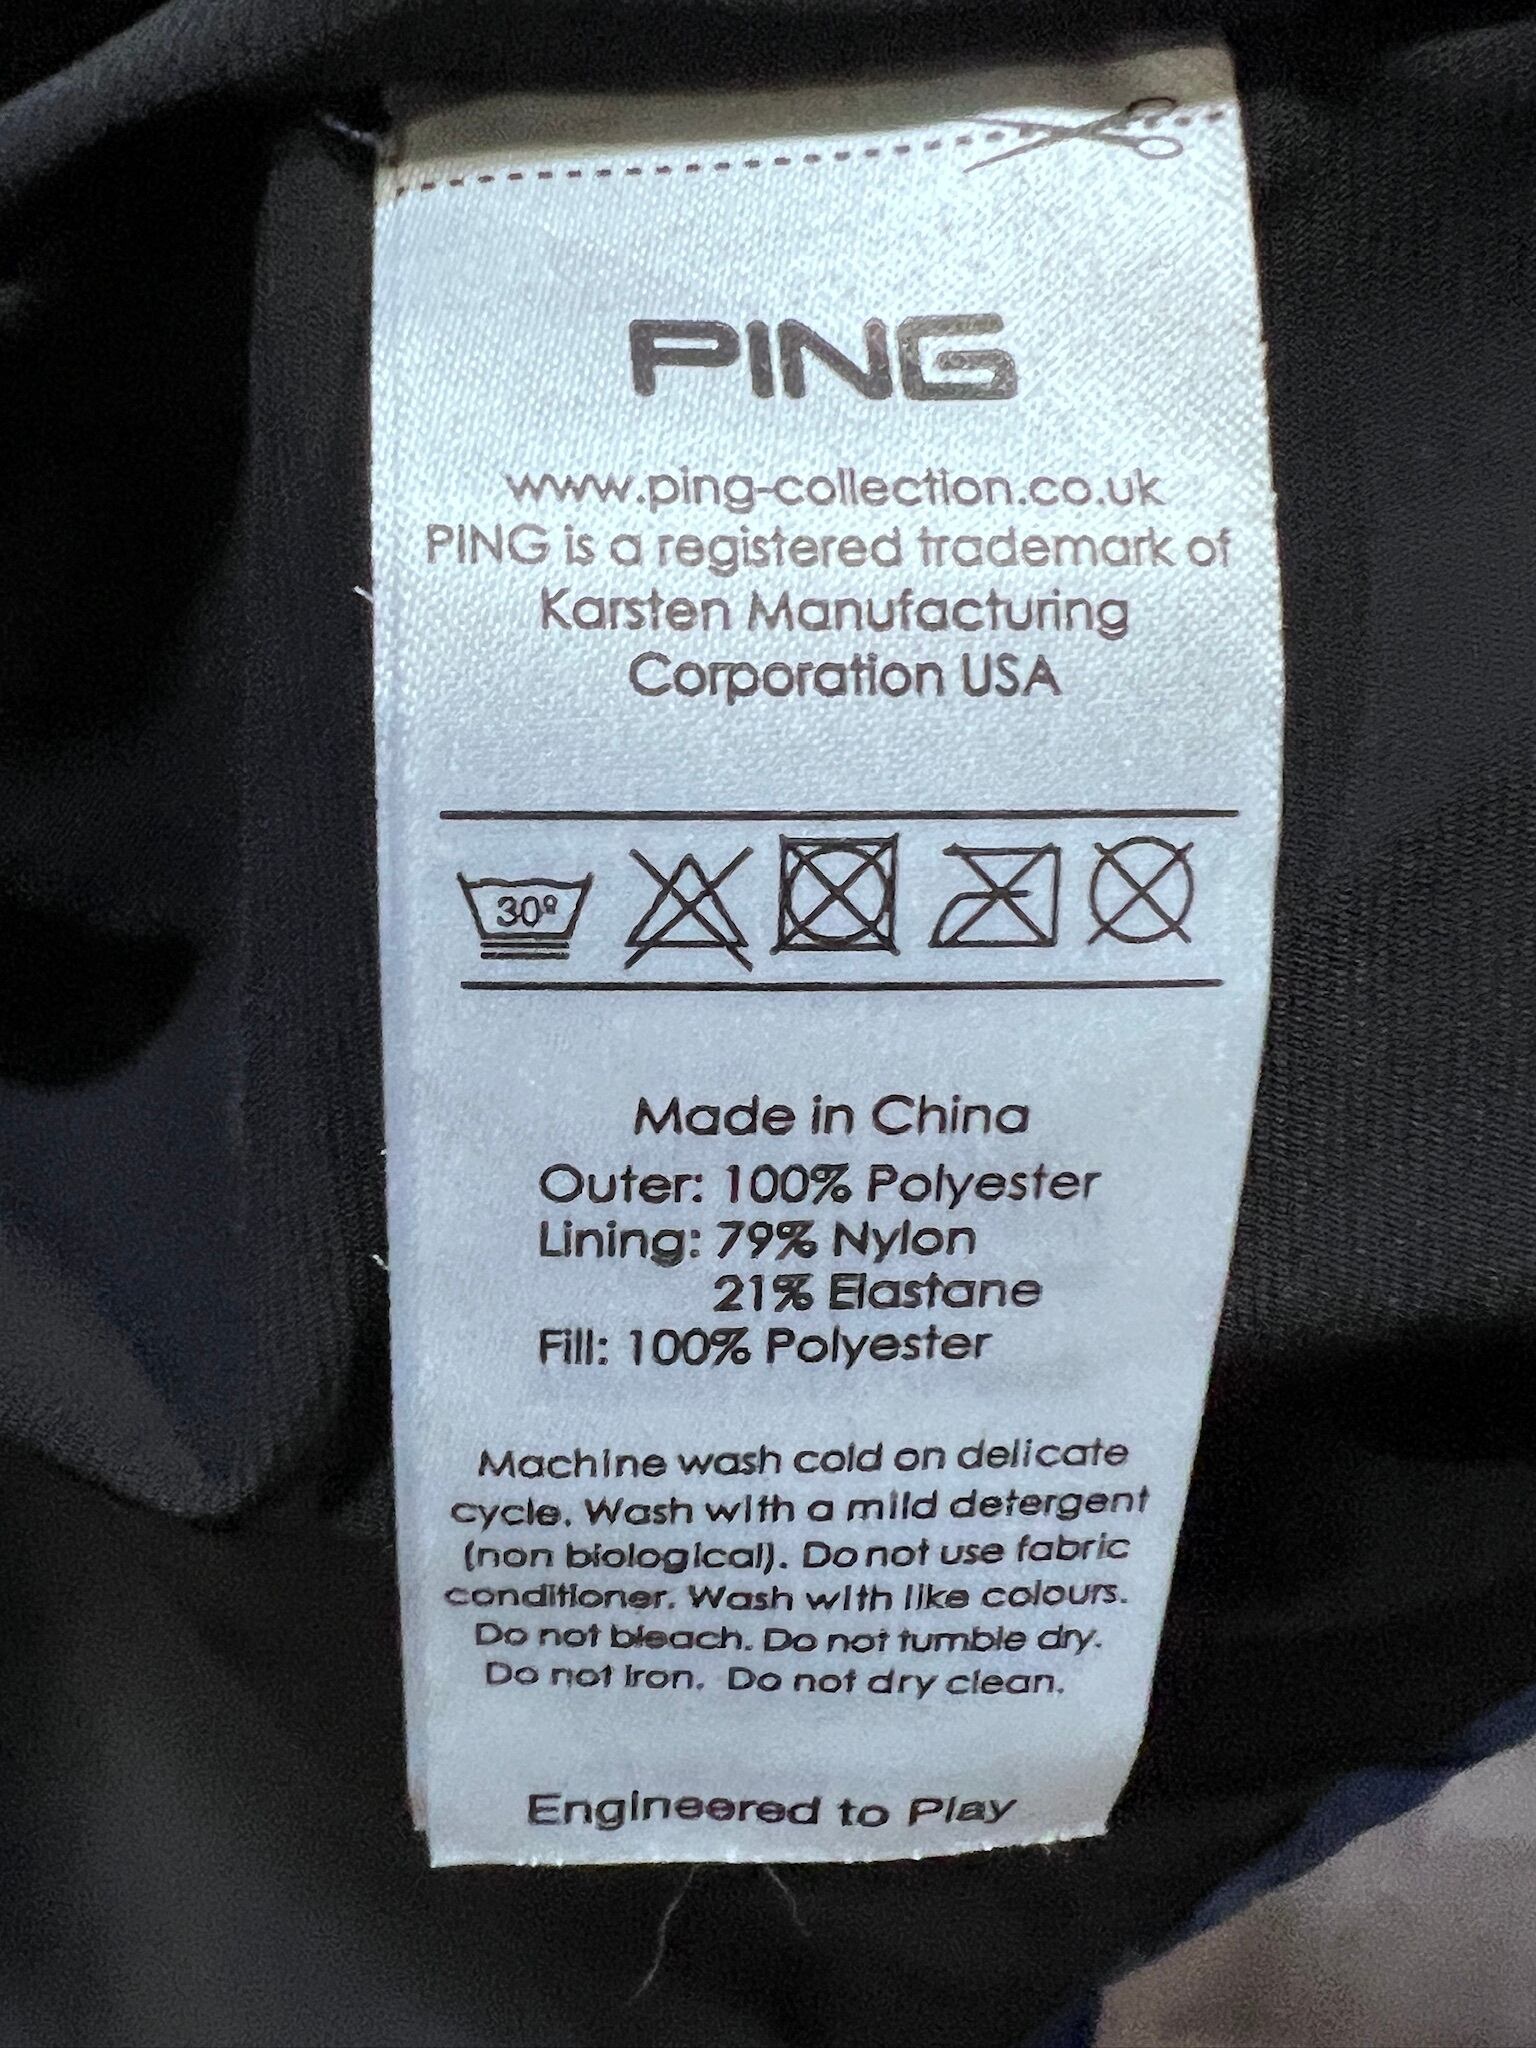 PING
www.ping-collection.co.uk
PING is a registered trademark of
Karsten Manufacturing
Corporation USA
30º
Made in China
Outer: 100% Polyester
Lining: 79% Nylon
21% Elastane
Fill: 100% Polyester
Machine wash cold on delicate
cycle. Wash with a mild detergent
(non biological). Do not use fabric
conditioner. Wash with like colours.
Do not bleach. Do not tumble dry.
Do not iron. Do not dry clean.
Engineered to Play